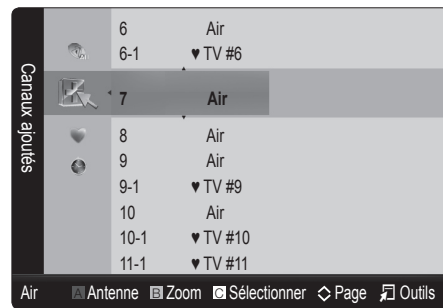 Canaux ajoutés
6 Air
6-1 ♥ TV #6
7 Air
8 Air
9 Air
9-1 ♥ TV #9
10 Air
10-1 ♥ TV #10
11-1 ♥ TV #11
Air A Antenne B Zoom C Sélectionner Page Outils